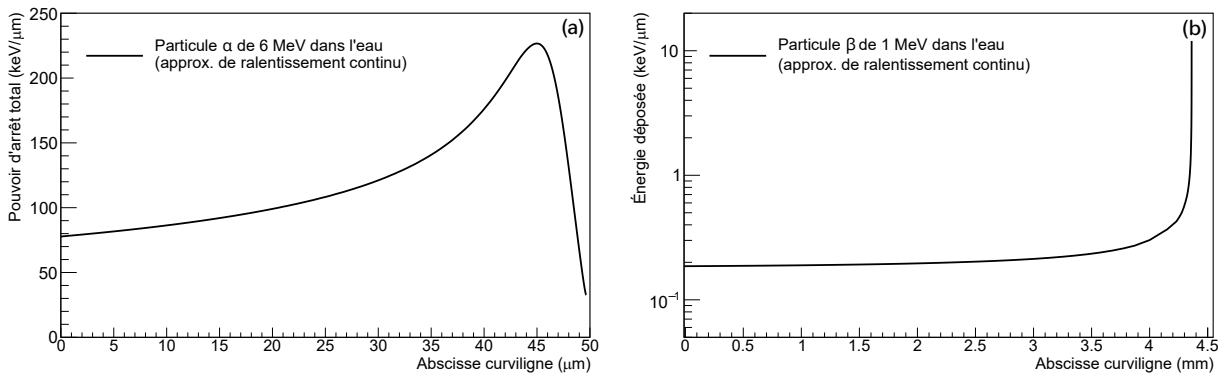 (a)
Particule α de 6 MeV dans l'eau
(approx. de ralentissement continu)
Pouvoir d'arrêt total (keV/μm)
250
200
150
100
50
0
0 5 10 15 20 25 30 35 40 45 50
Abscisse curviligne (μm)
(b)
Particule β de 1 MeV dans l'eau
(approx. de ralentissement continu)
Énergie déposée (keV/μm)
10
1
10⁻¹
0 0.5 1 1.5 2 2.5 3 3.5 4 4.5
Abscisse curviligne (mm)